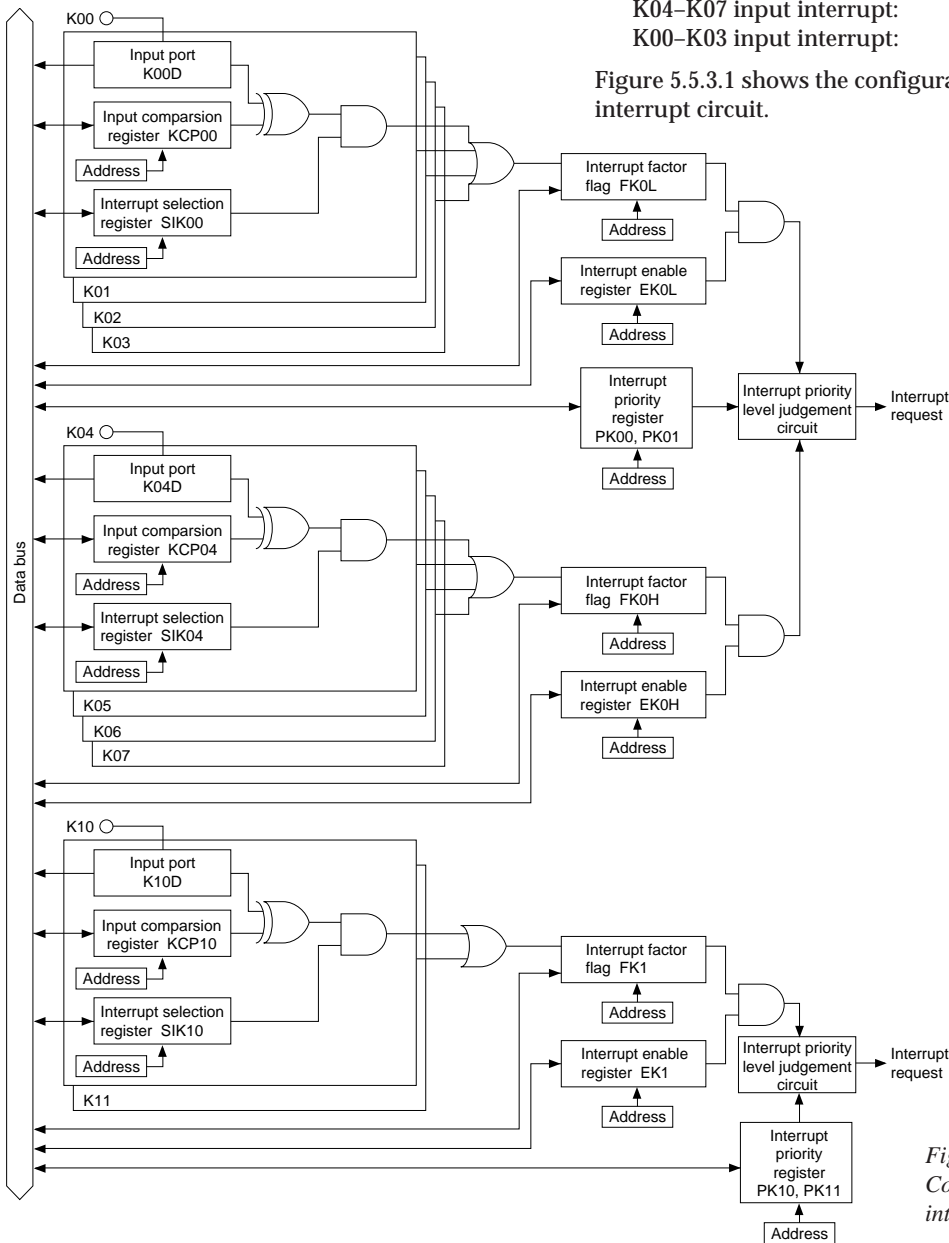 K04–K07 input interrupt:
K00–K03 input interrupt:
Figure 5.5.3.1 shows the configura
interrupt circuit.
Data bus
K00
Input port
K00D
Input comparsion
register KCP00
Address
Interrupt selection
register SIK00
Address
K01
K02
K03
Interrupt factor
flag FK0L
Address
Interrupt enable
register EK0L
Address
Interrupt
priority
register
PK00, PK01
Address
Interrupt priority
level judgement
circuit
Interrupt
request
K04
Input port
K04D
Input comparsion
register KCP04
Address
Interrupt selection
register SIK04
Address
K05
K06
K07
Interrupt factor
flag FK0H
Address
Interrupt enable
register EK0H
Address
K10
Input port
K10D
Input comparsion
register KCP10
Address
Interrupt selection
register SIK10
Address
K11
Interrupt factor
flag FK1
Address
Interrupt enable
register EK1
Address
Interrupt priority
level judgement
circuit
Interrupt
request
Interrupt
priority
register
PK10, PK11
Address
Fig
Co
int